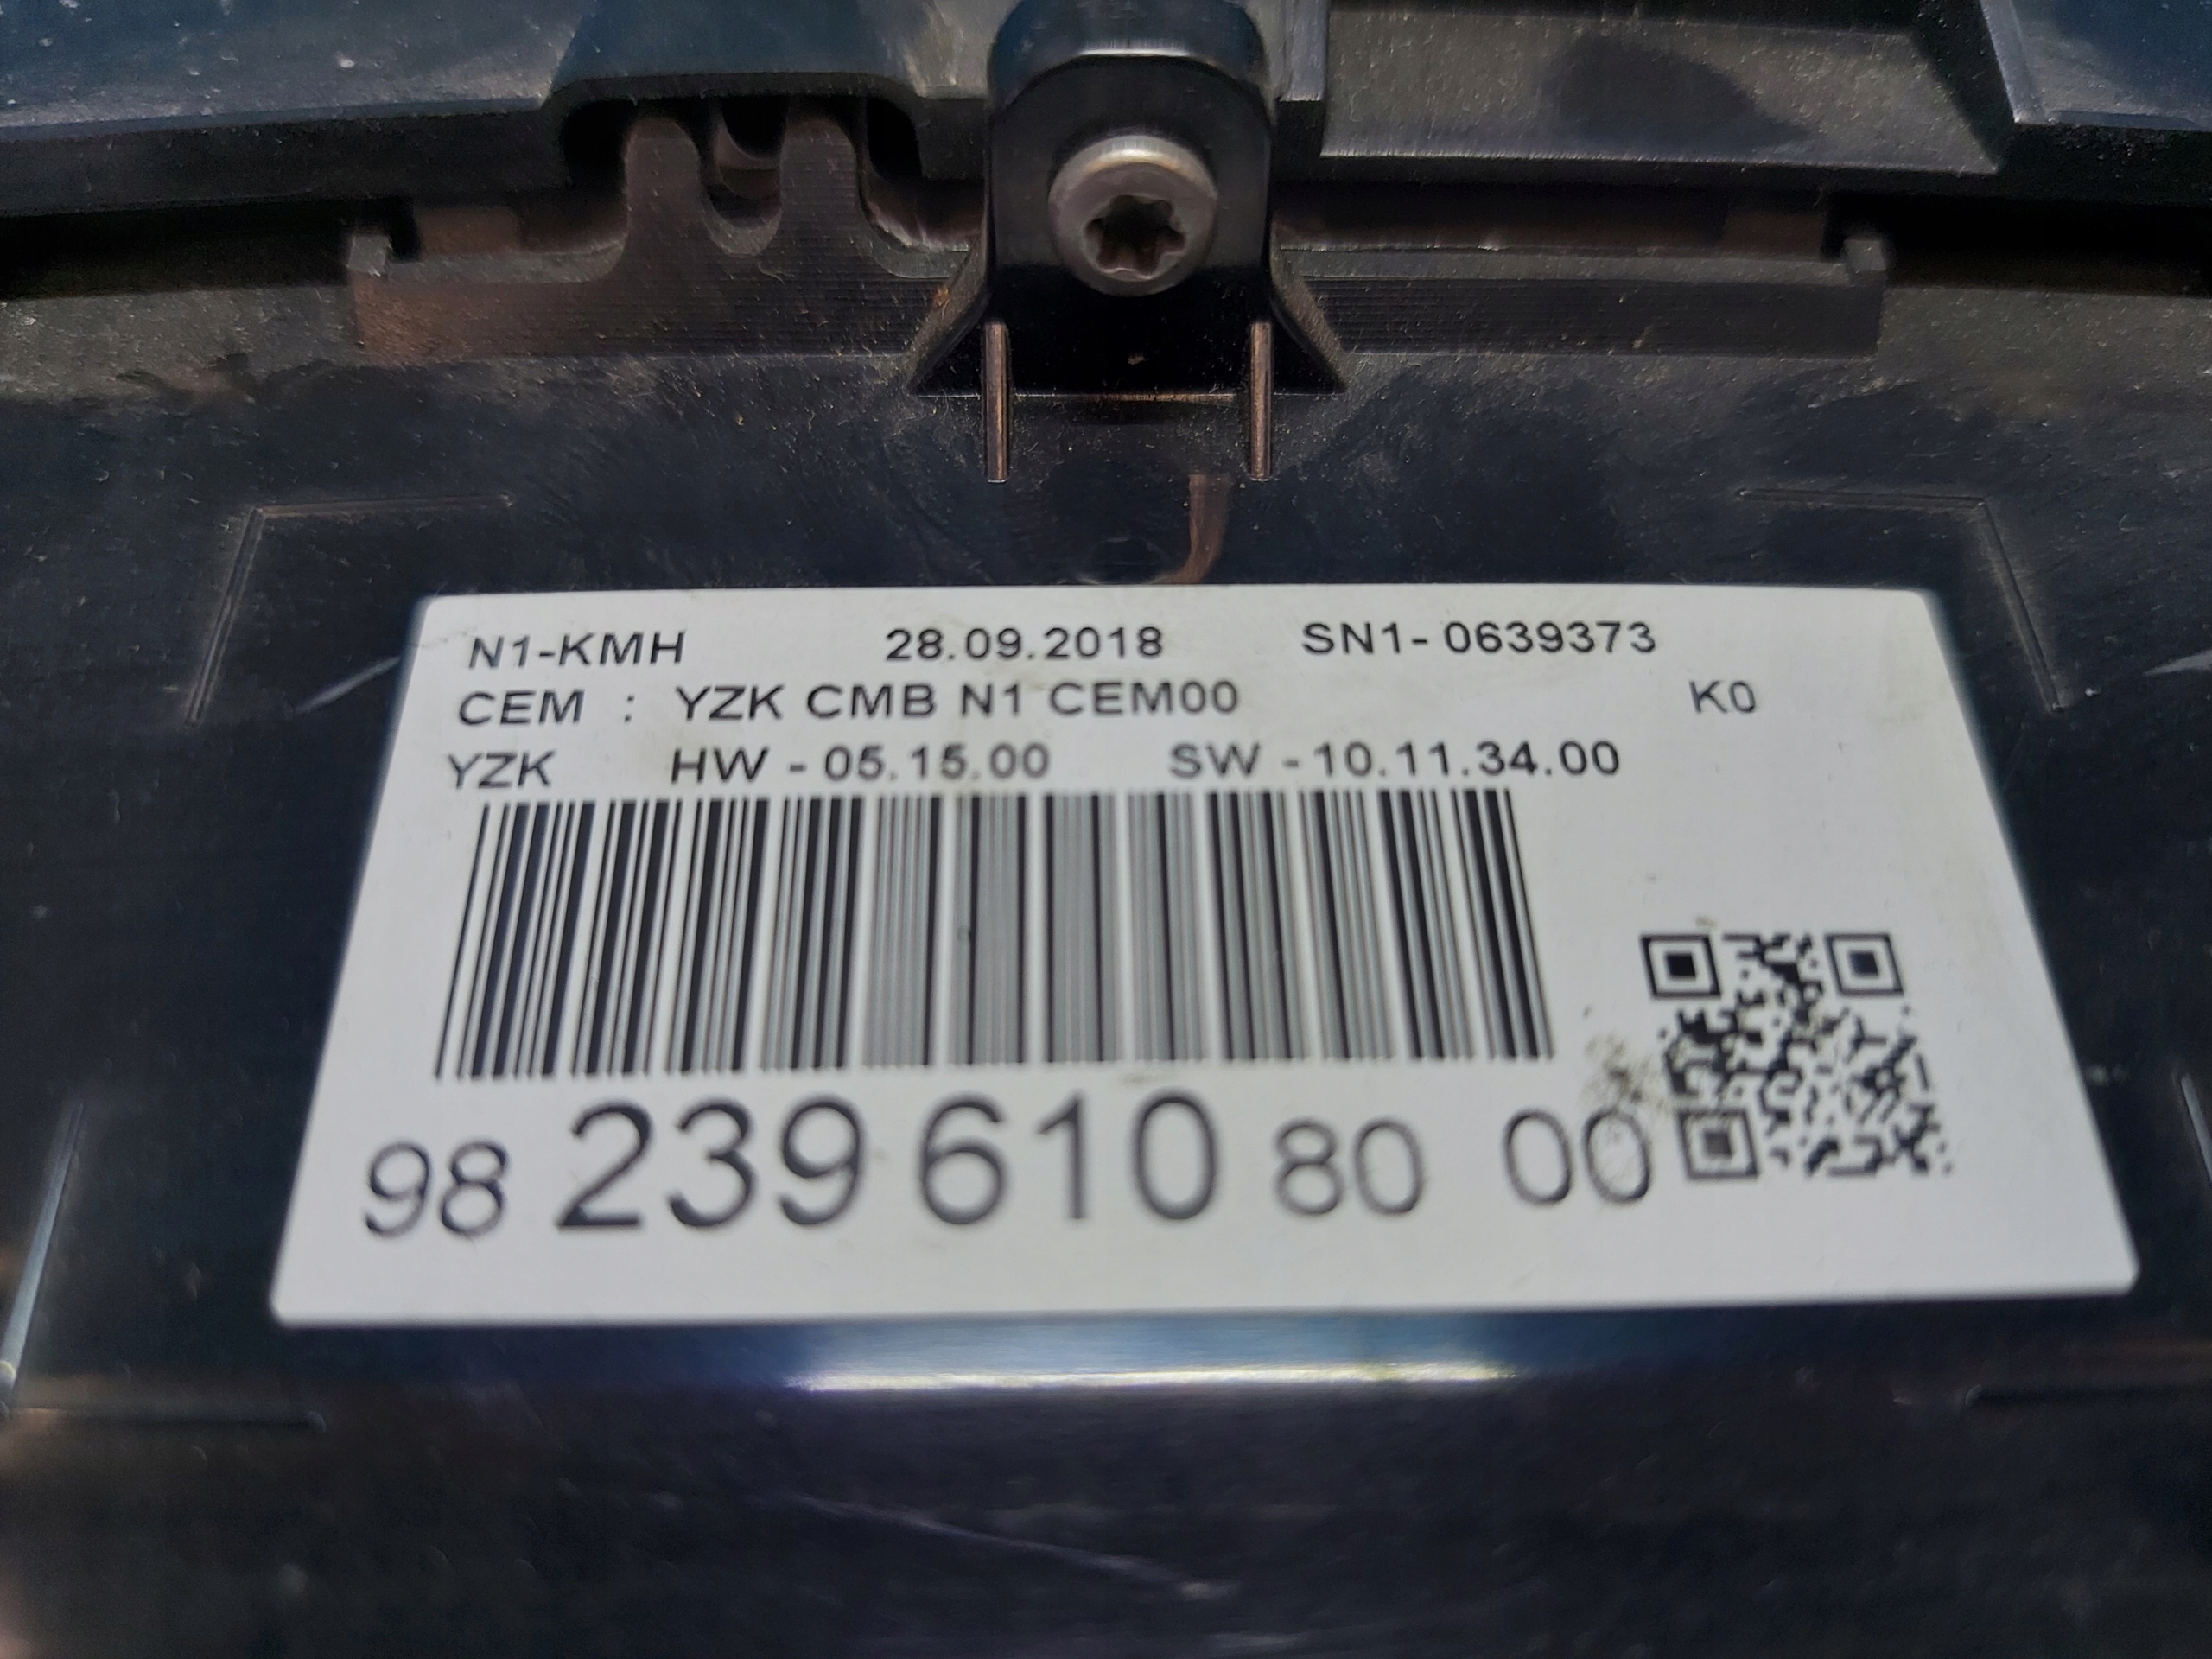 N1-KMH 28.09.2018 SN1- 0639373
CEM : YZK CMB N1 CEM00 K0
YZK HW - 05.15.00 SW - 10.11.34.00
98 239 610 80 00